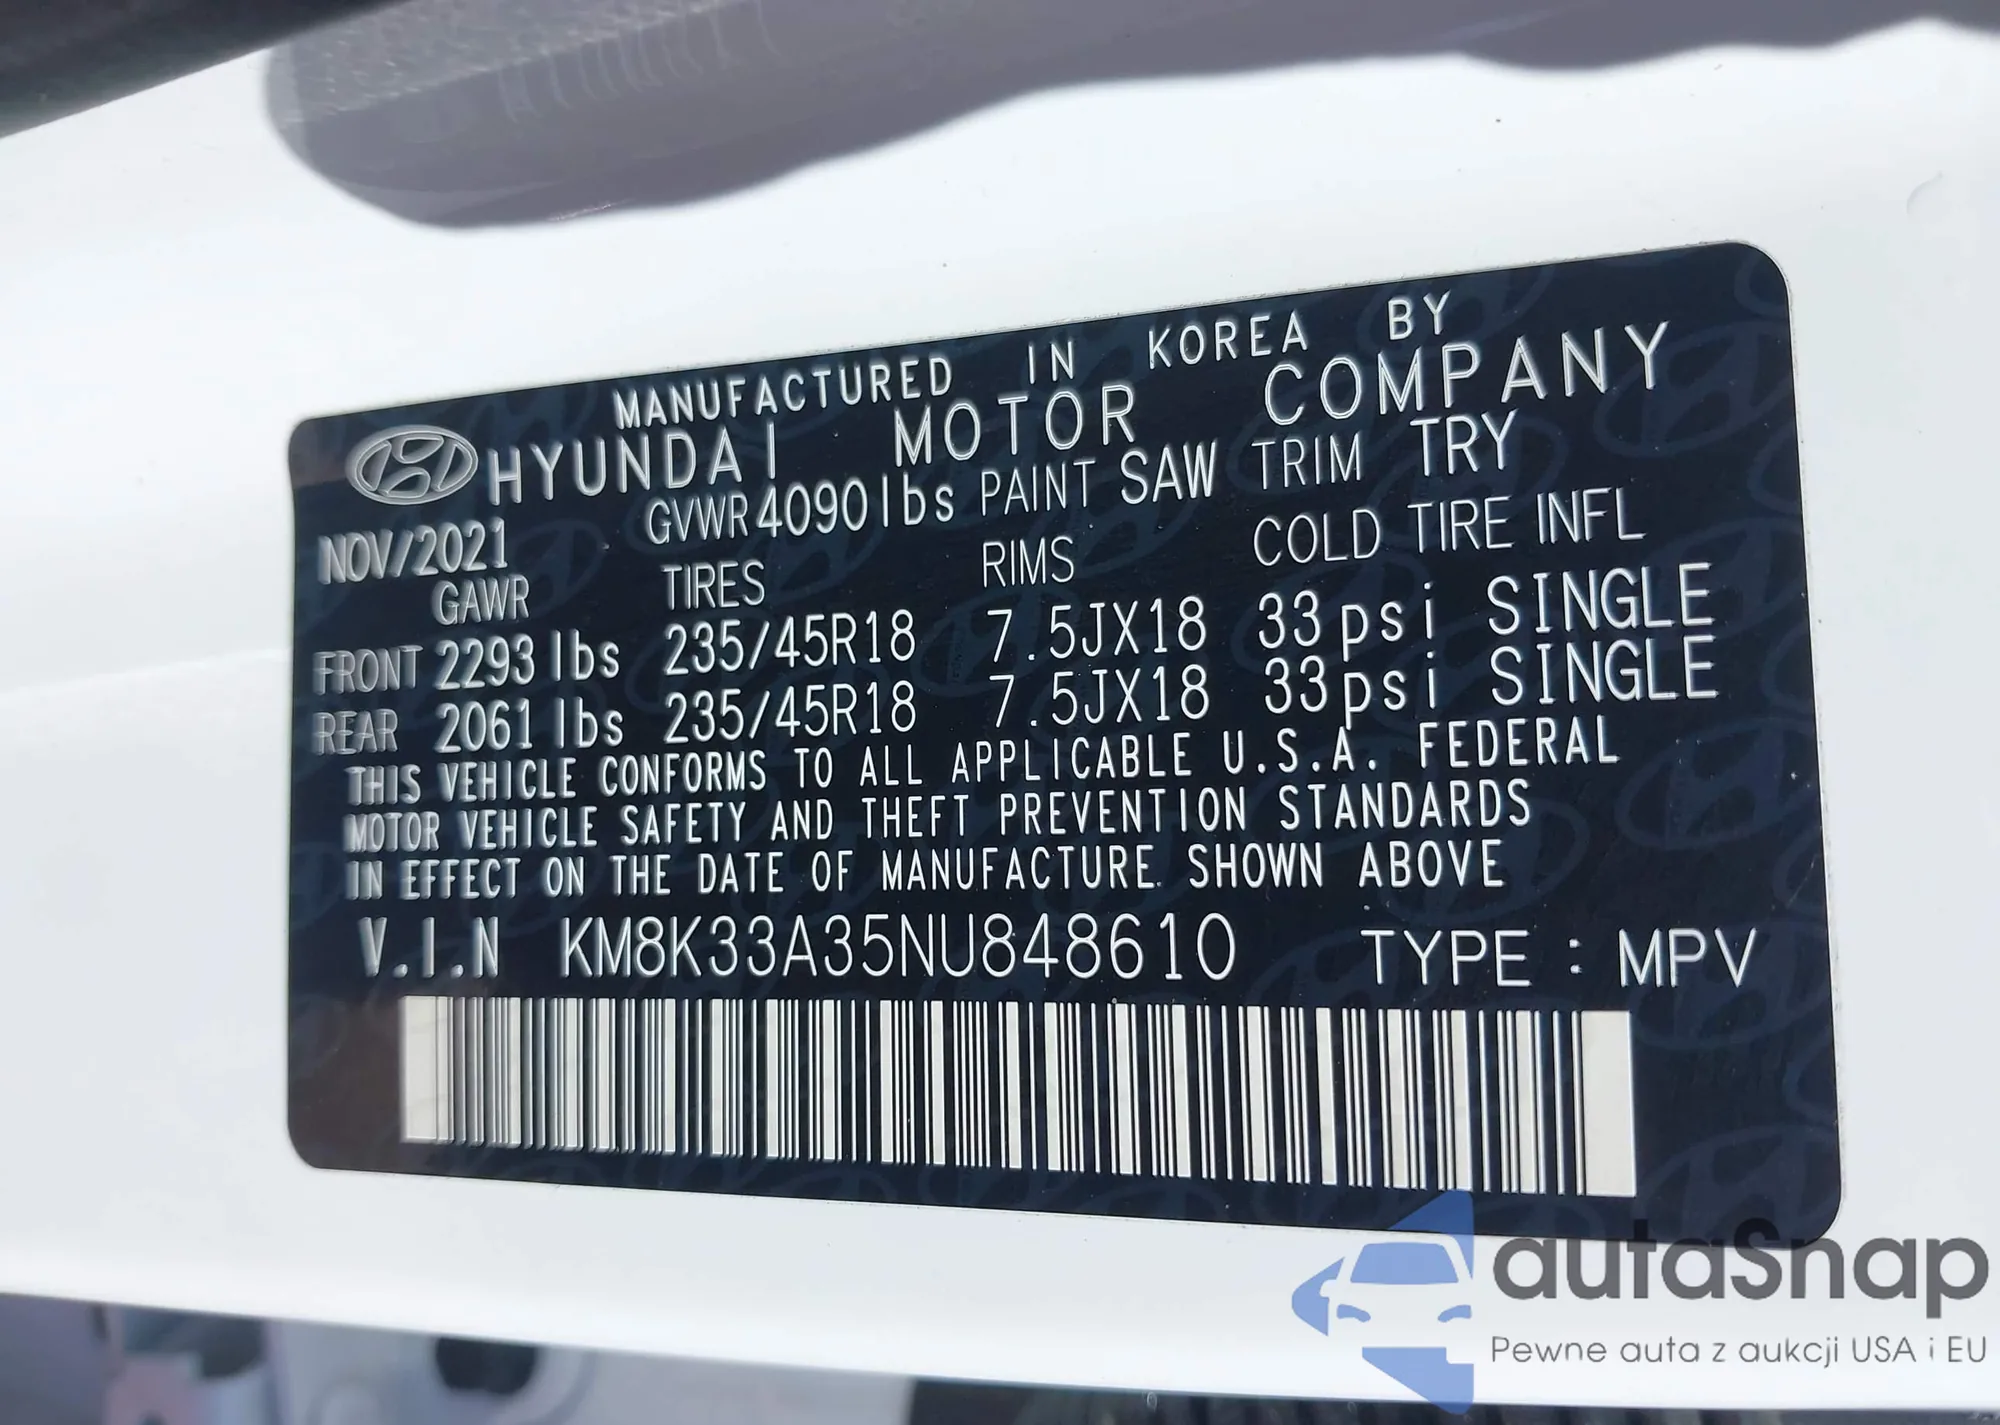 MANUFACTURED IN KOREA BY
HYUNDAI MOTOR COMPANY
NOV/2021 GVWR 4090lbs PAINT SAW TRIM TRY
GAWR TIRES RIMS COLD TIRE INFL
FRONT 2293 lbs 235/45R18 7.5JX18 33psi SINGLE
REAR 2061 lbs 235/45R18 7.5JX18 33psi SINGLE
THIS VEHICLE CONFORMS TO ALL APPLICABLE U.S.A. FEDERAL
MOTOR VEHICLE SAFETY AND THEFT PREVENTION STANDARDS
IN EFFECT ON THE DATE OF MANUFACTURE SHOWN ABOVE
V.I.N KM8K33A35NU848610 TYPE : MPV
autaSnap
Pewne auta z aukcji USA i EU